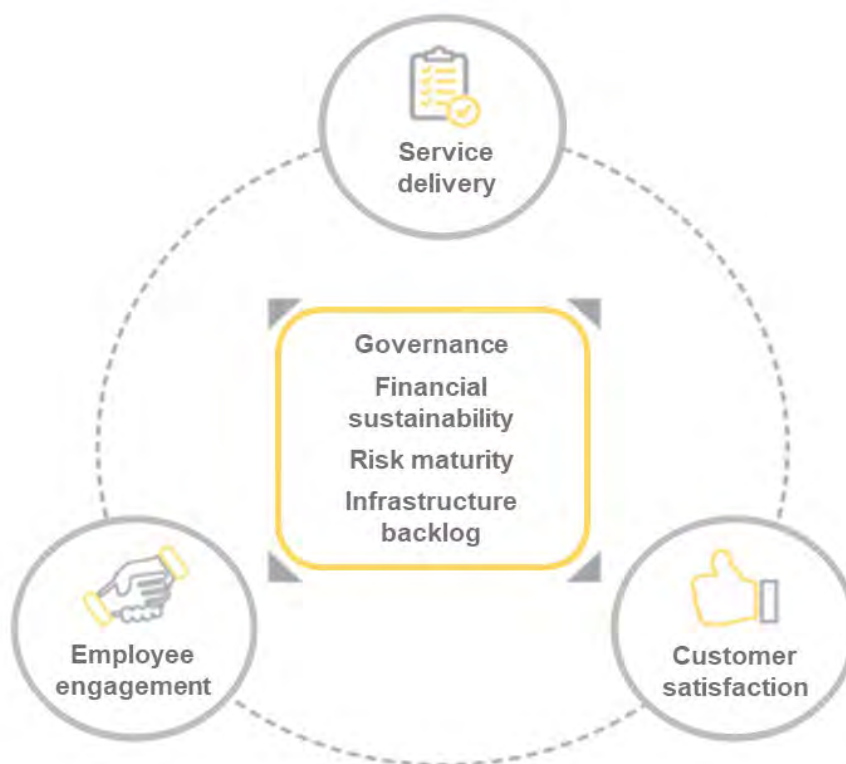 Service
delivery
Governance
Financial
sustainability
Risk maturity
Infrastructure
backlog
Employee
engagement
Customer
satisfaction